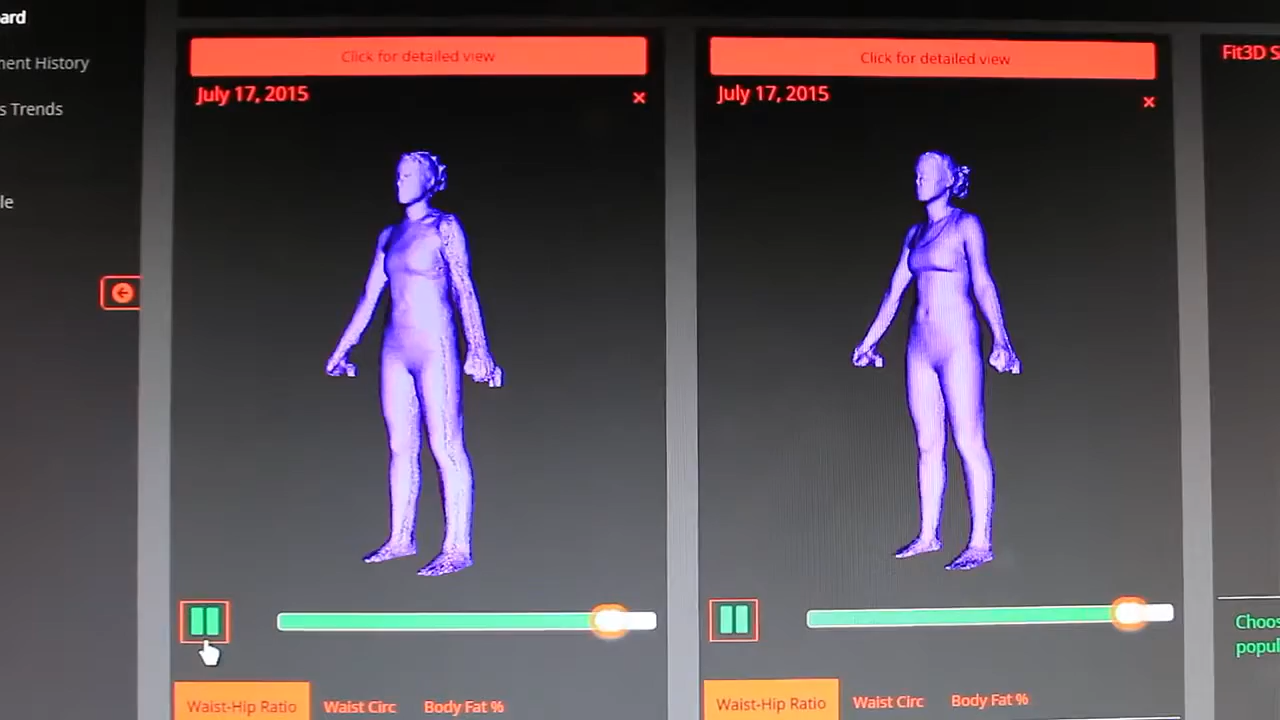 ard
ent History
s Trends
le
Click for detailed view
July 17, 2015
Waist-Hip Ratio
Waist Circ
Body Fat %
Click for detailed view
July 17, 2015
Waist-Hip Ratio
Waist Circ
Body Fat %
Fit3D S
Choos
popul